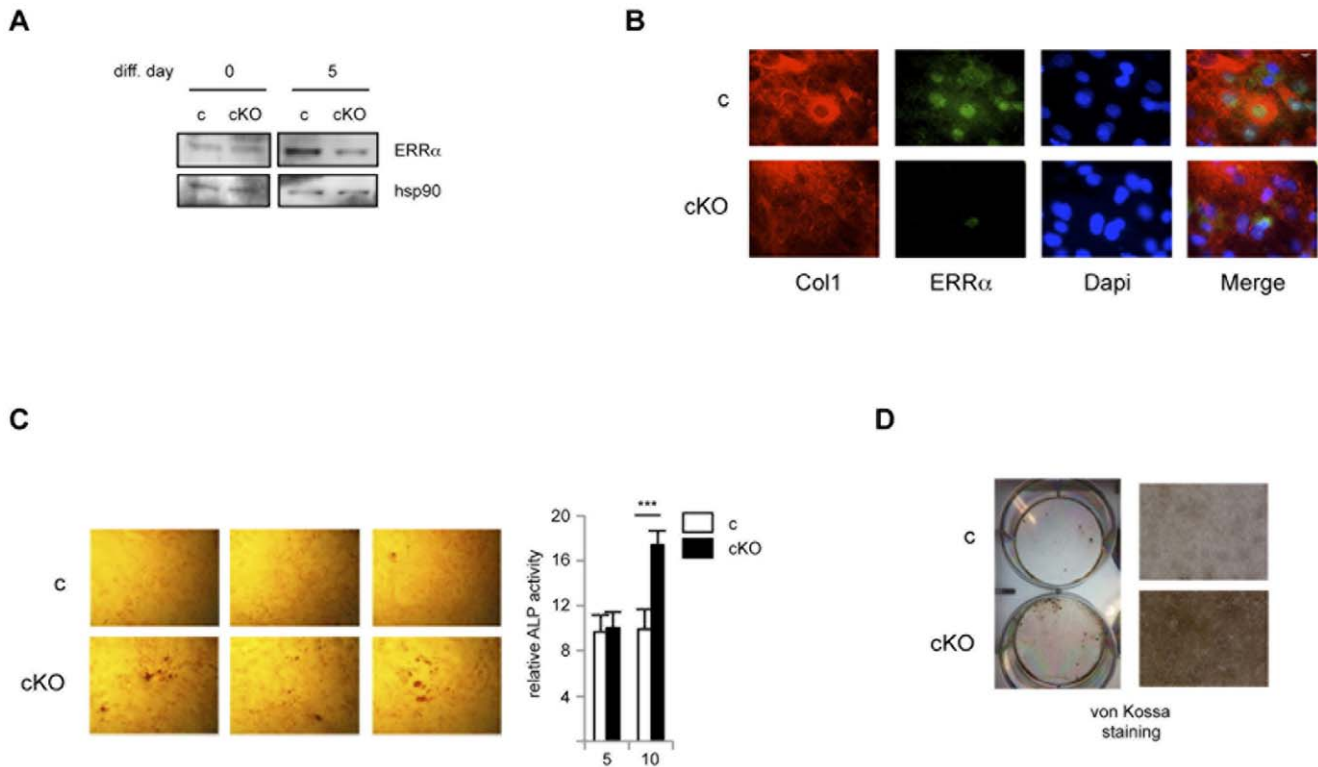 A
diff. day 0 5
c cKO c cKO
ERRα
hsp90
B
c
cKO
Col1 ERRα Dapi Merge
C
c
cKO
relative ALP activity
20
16
12
8
4
5 10
***
c
cKO
D
c
cKO
von Kossa
staining